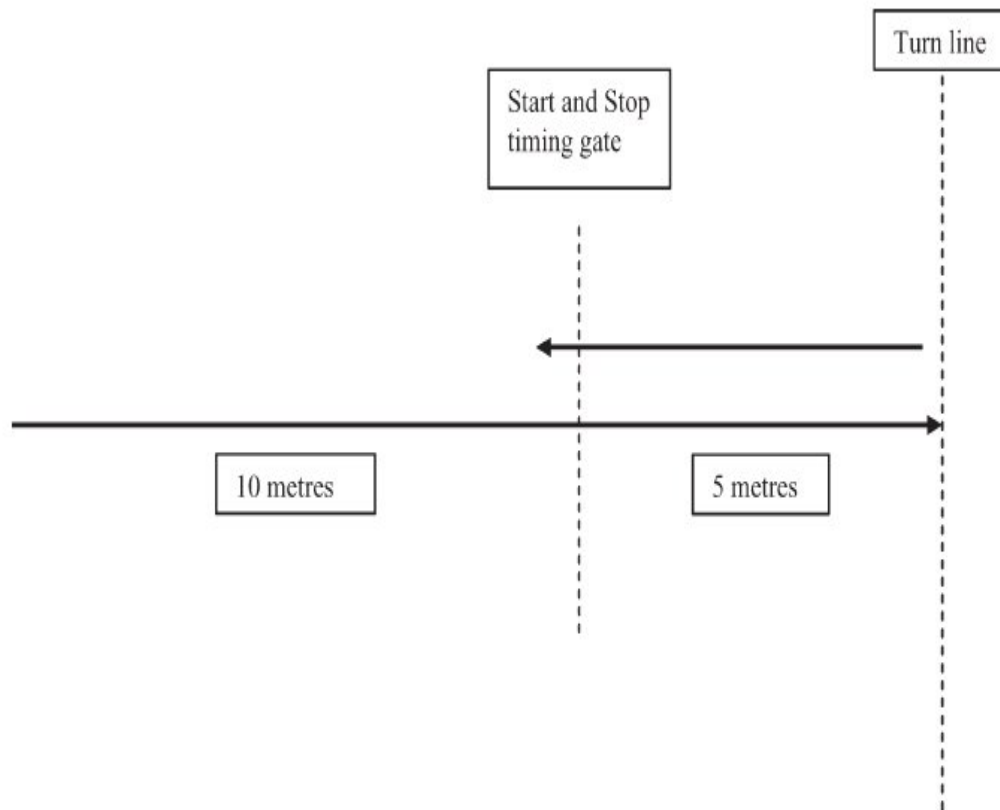 Turn line
Start and Stop
timing gate
10 metres
5 metres